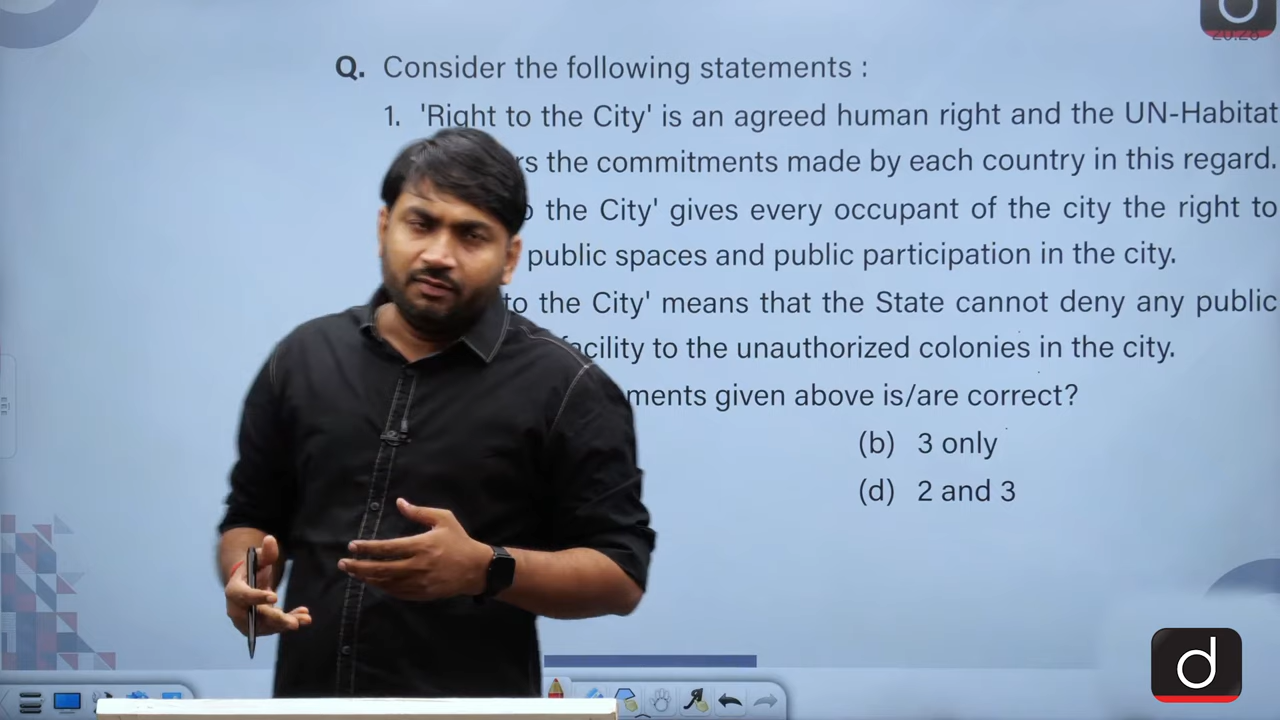 20:28
Q. Consider the following statements :
1. 'Right to the City' is an agreed human right and the UN-Habitat
the commitments made by each country in this regard.
the City' gives every occupant of the city the right to
public spaces and public participation in the city.
to the City' means that the State cannot deny any public
facility to the unauthorized colonies in the city.
given above is/are correct?
(b) 3 only
(d) 2 and 3
d